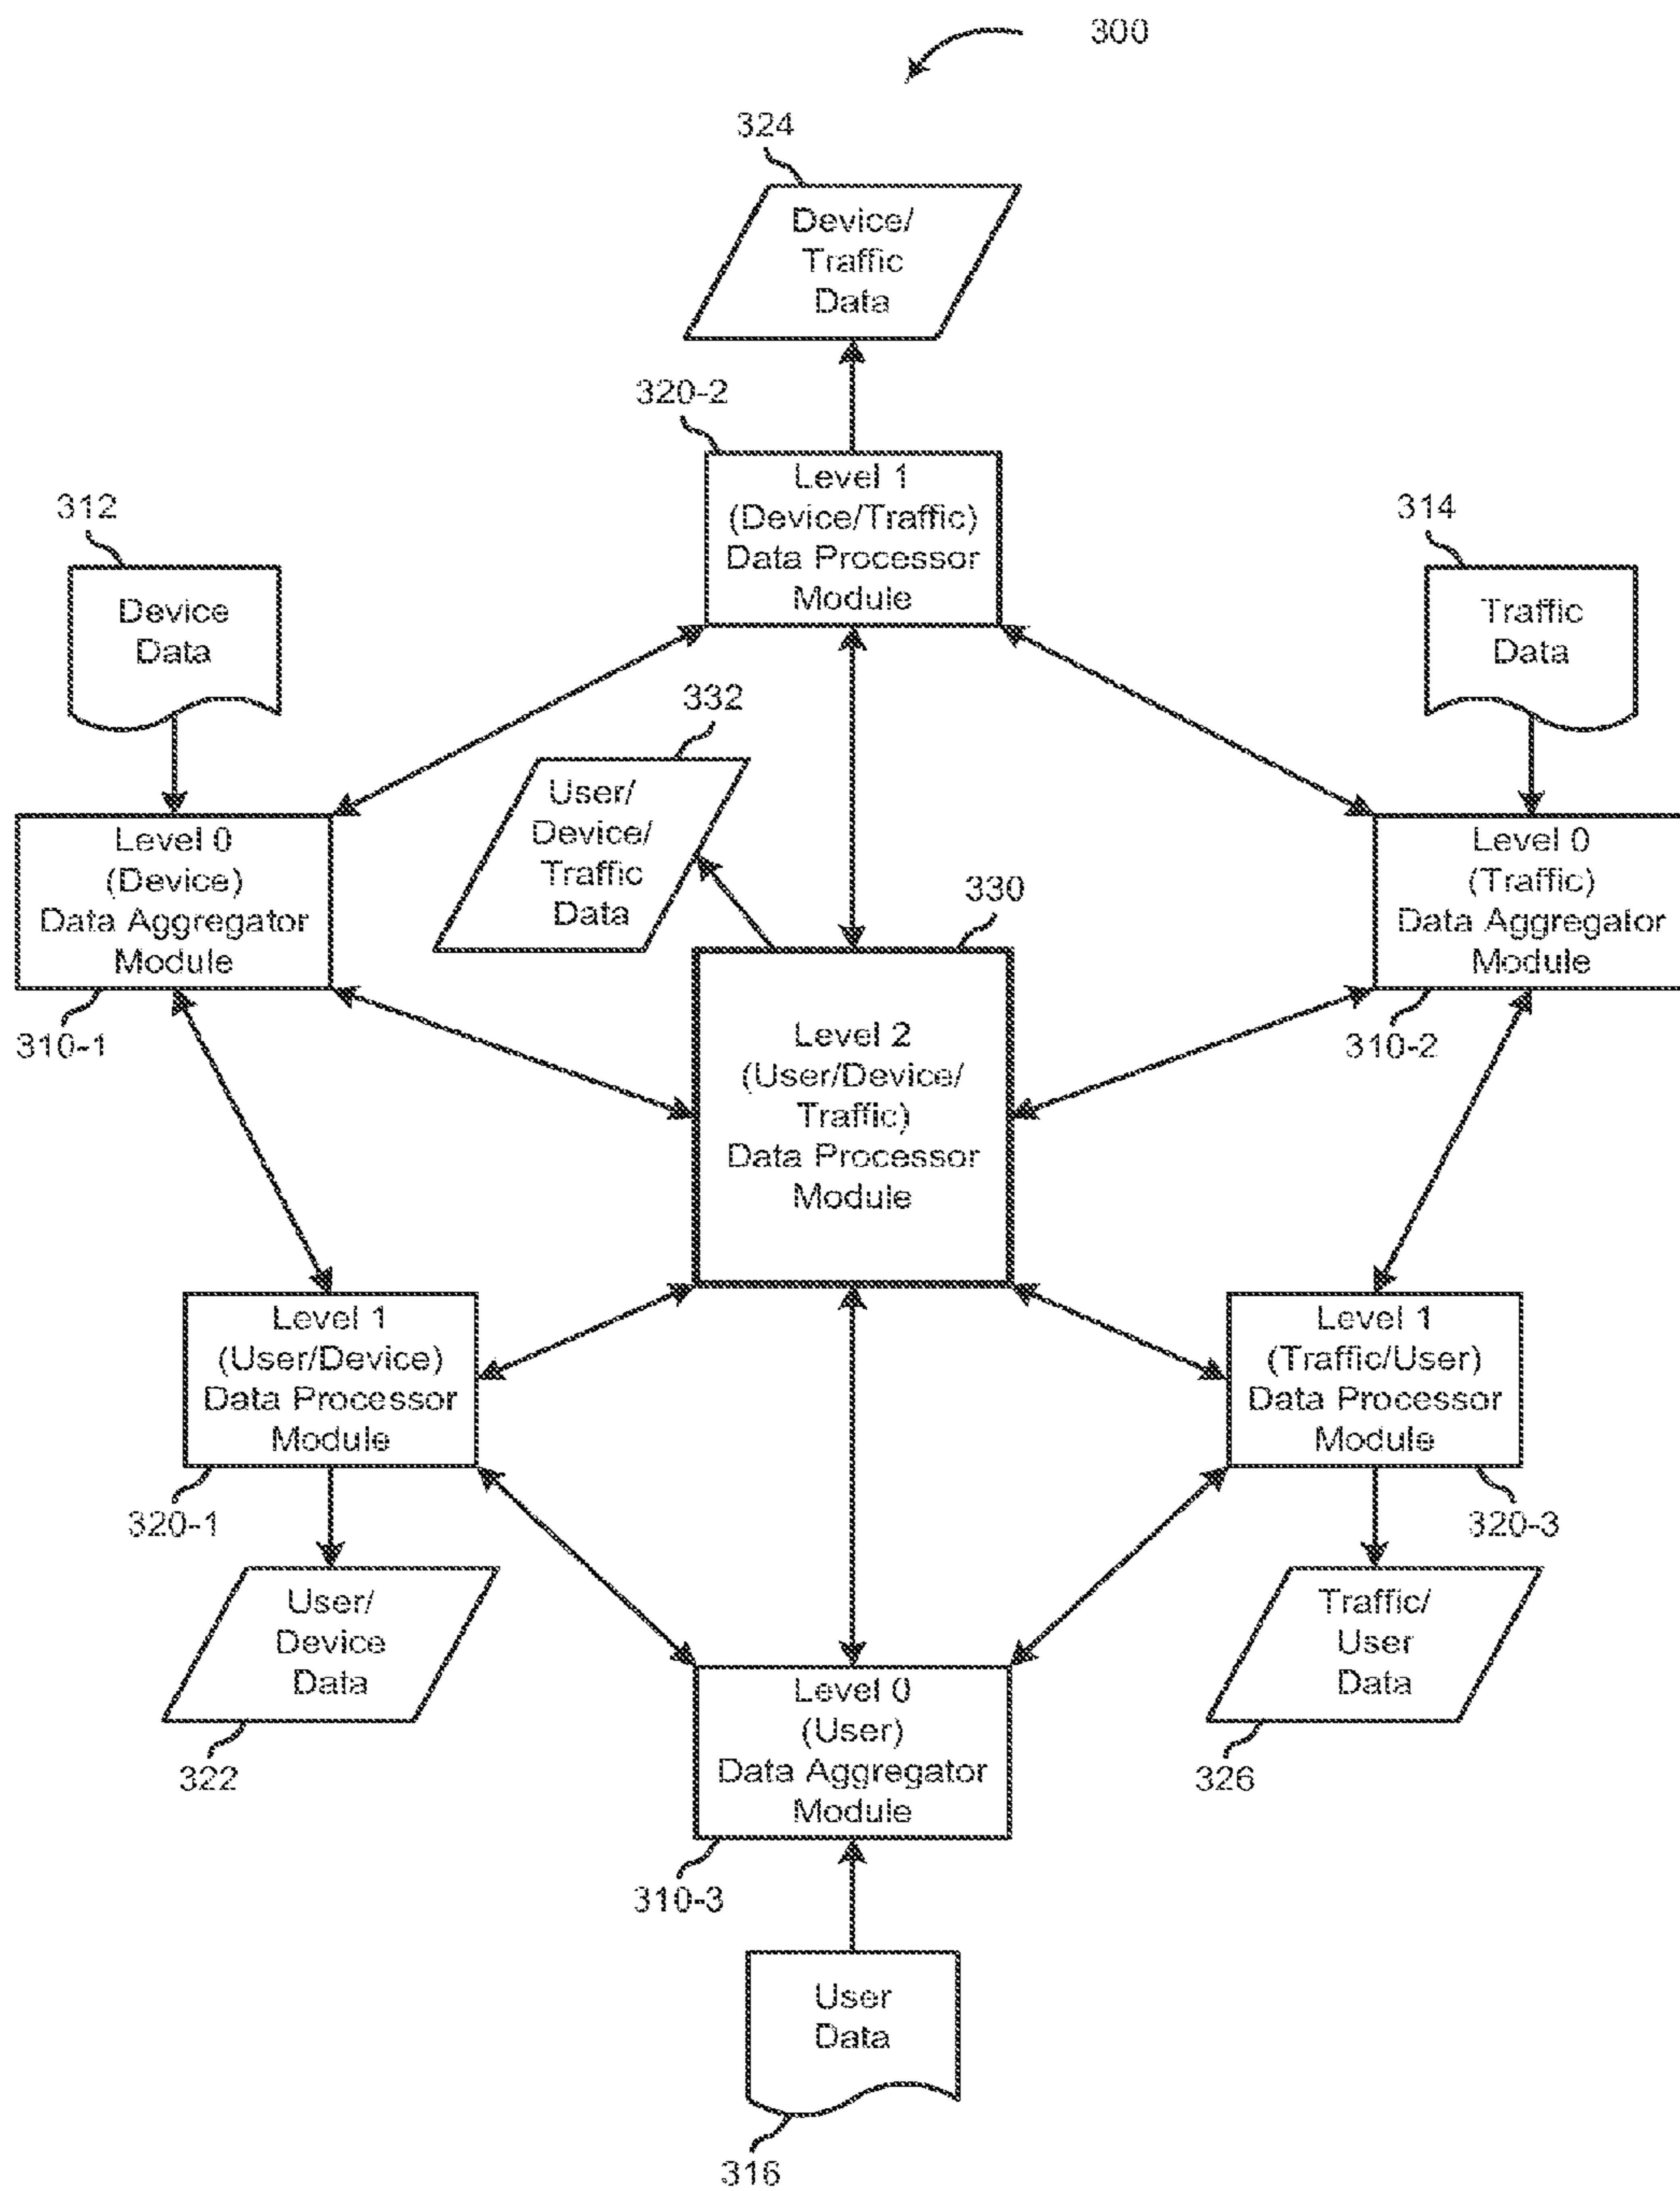 300
324
Device/
Traffic
Data
320-2
Level 1
(Device/Traffic)
Data Processor
Module
312
Device
Data
314
Traffic
Data
332
User/
Device/
Traffic
Data
Level 0
(Device)
Data Aggregator
Module
310-1
330
Level 0
(Traffic)
Data Aggregator
Module
310-2
Level 2
(User/Device/
Traffic)
Data Processor
Module
Level 1
(User/Device)
Data Processor
Module
320-1
Level 1
(Traffic/User)
Data Processor
Module
320-3
User/
Device
Data
322
Traffic/
User
Data
326
Level 0
(User)
Data Aggregator
Module
310-3
User
Data
316